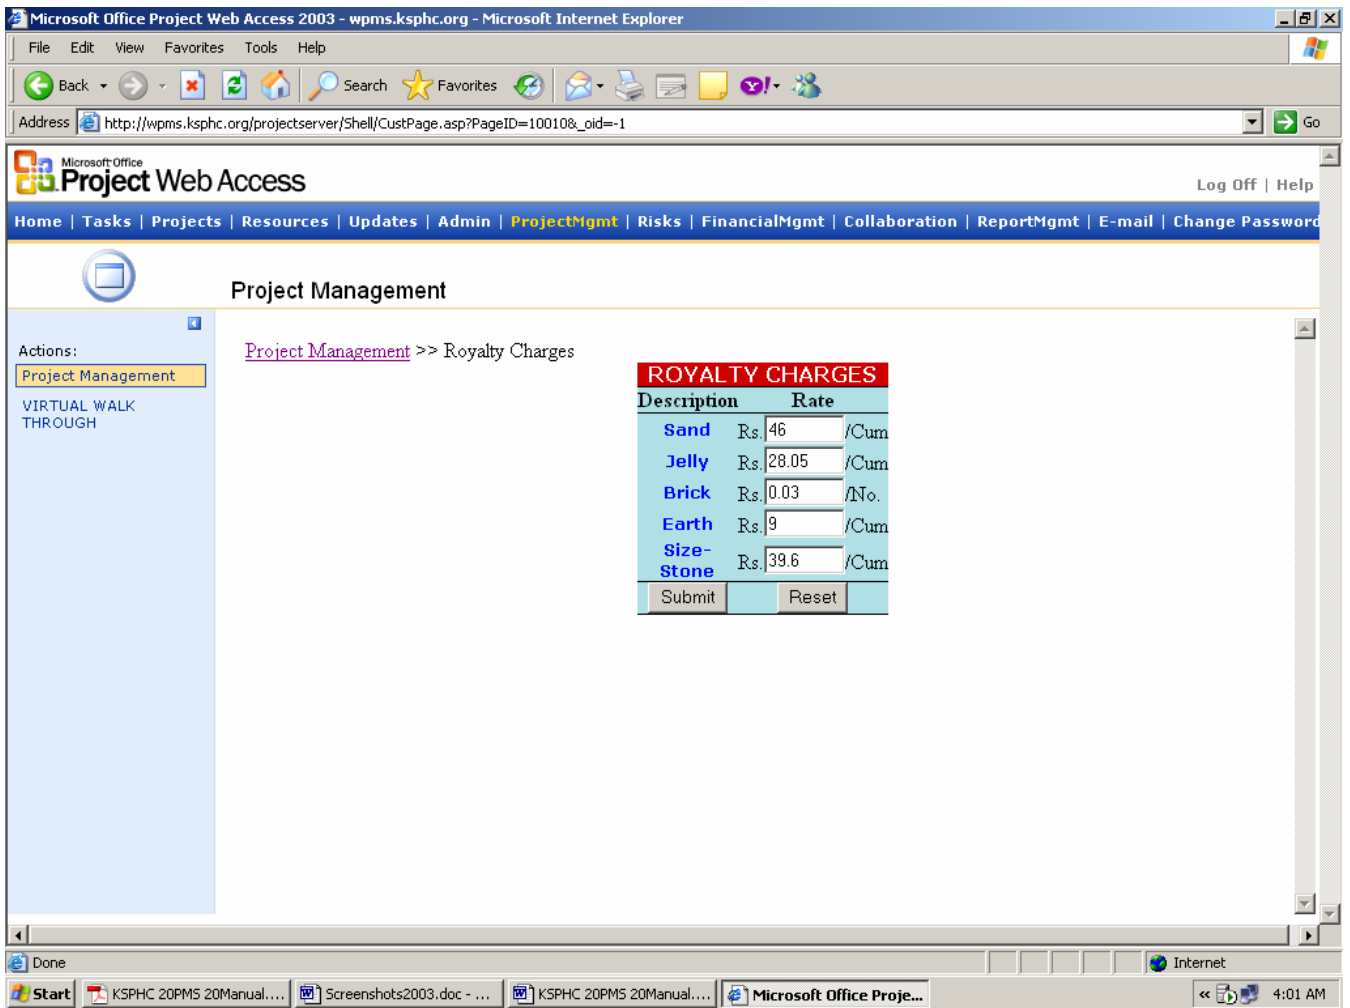 Microsoft Office Project Web Access 2003 - wpms.ksphc.org - Microsoft Internet Explorer
File Edit View Favorites Tools Help
Back Search Favorites
Address http://wpms.ksphc.org/projectserver/Shell/CustPage.asp?PageID=10010&_oid=-1 Go
Microsoft Office
Project Web Access
Log Off | Help
Home | Tasks | Projects | Resources | Updates | Admin | ProjectMgmt | Risks | FinancialMgmt | Collaboration | ReportMgmt | E-mail | Change Password
Project Management
Actions:
Project Management
VIRTUAL WALK
THROUGH
Project Management >> Royalty Charges
ROYALTY CHARGES
Description Rate
Sand Rs. 46 /Cum
Jelly Rs. 28.05 /Cum
Brick Rs. 0.03 /No.
Earth Rs. 9 /Cum
Size-
Stone Rs. 39.6 /Cum
Submit Reset
Done Internet
Start KSPHC 20PMS 20Manual.... Screenshots2003.doc - ... KSPHC 20PMS 20Manual.... Microsoft Office Proje... « 4:01 AM